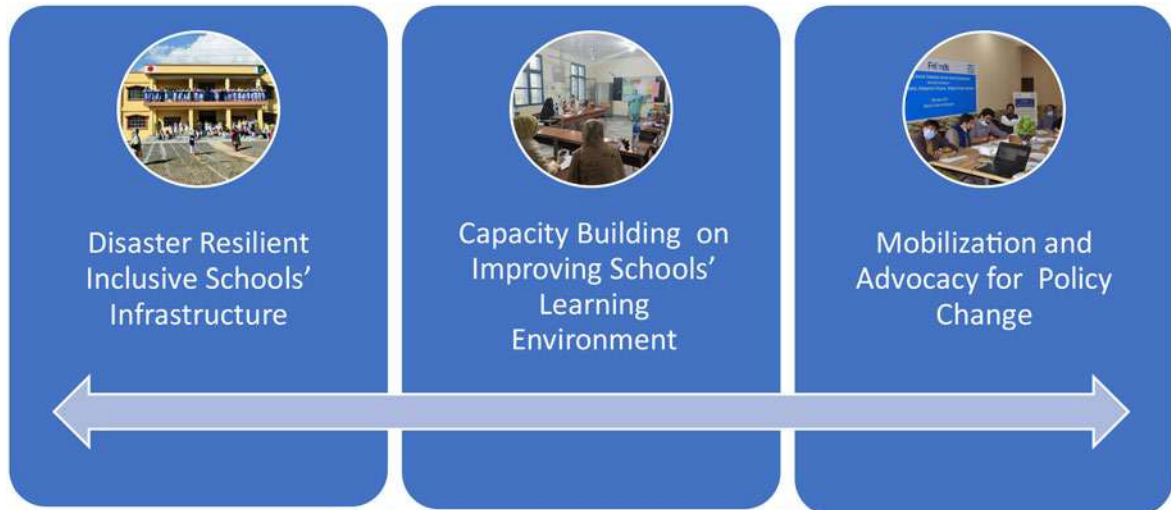 Disaster Resilient
Inclusive Schools’
Infrastructure
Capacity Building on
Improving Schools’
Learning
Environment
Mobilization and
Advocacy for Policy
Change